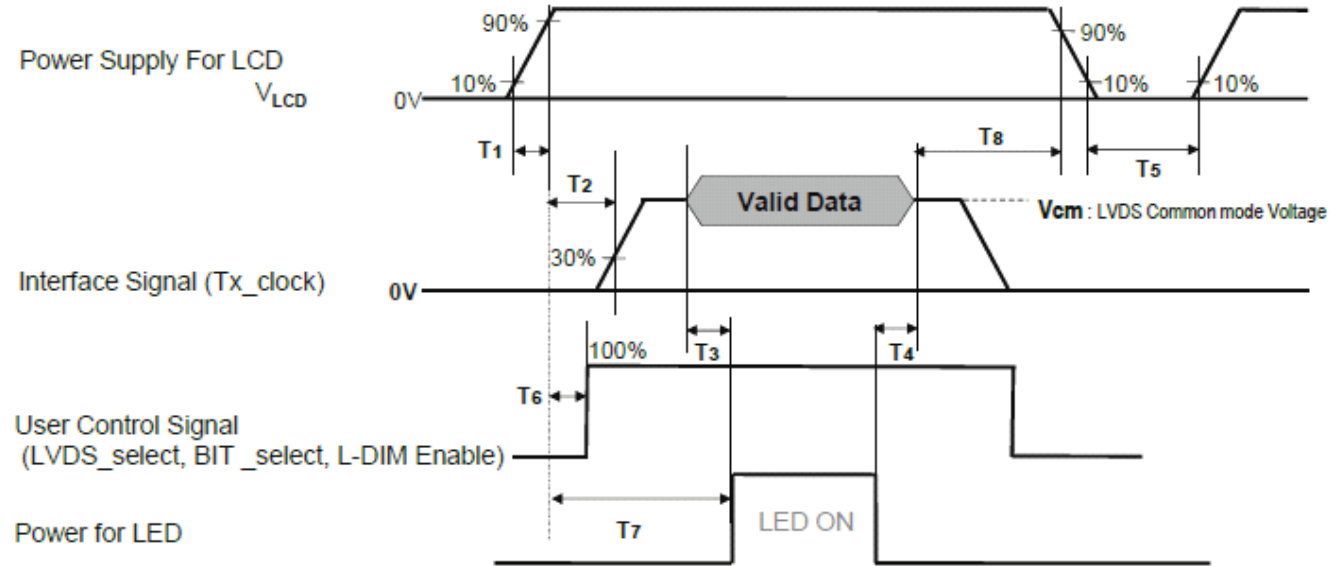 90%
90%
Power Supply For LCD
VLCD
10%
10%
10%
0V
T1
T8
T5
T2
Valid Data
Vcm : LVDS Common mode Voltage
30%
Interface Signal (Tx_clock)
0V
100%
T3
T4
T6
User Control Signal
(LVDS_select, BIT _select, L-DIM Enable)
T7
LED ON
Power for LED